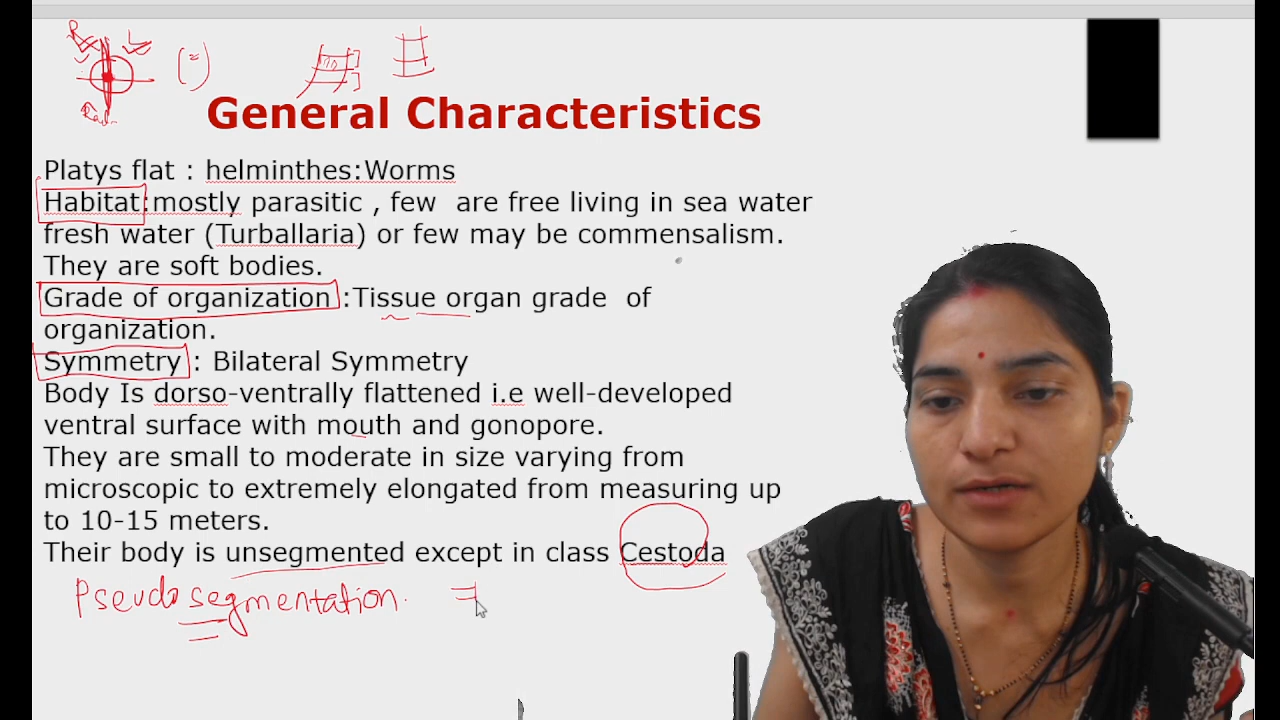 R L
General Characteristics
Platys flat : helminthes:Worms
Habitat:mostly parasitic , few are free living in sea water
fresh water (Turballaria) or few may be commensalism.
They are soft bodies.
Grade of organization :Tissue organ grade of
organization.
Symmetry : Bilateral Symmetry
Body Is dorso-ventrally flattened i.e well-developed
ventral surface with mouth and gonopore.
They are small to moderate in size varying from
microscopic to extremely elongated from measuring up
to 10-15 meters.
Their body is unsegmented except in class Cestoda
Pseudo segmentation.